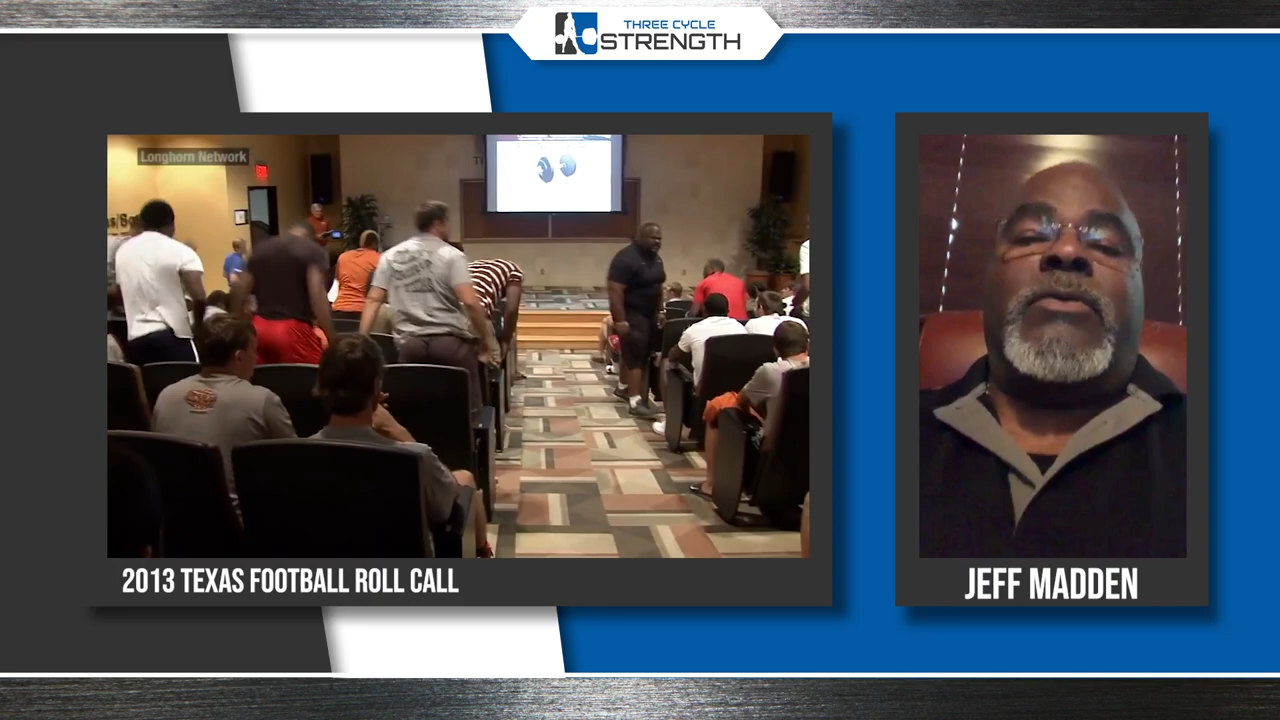 THREE CYCLE
STRENGTH
Longhorn Network
2013 TEXAS FOOTBALL ROLL CALL
JEFF MADDEN